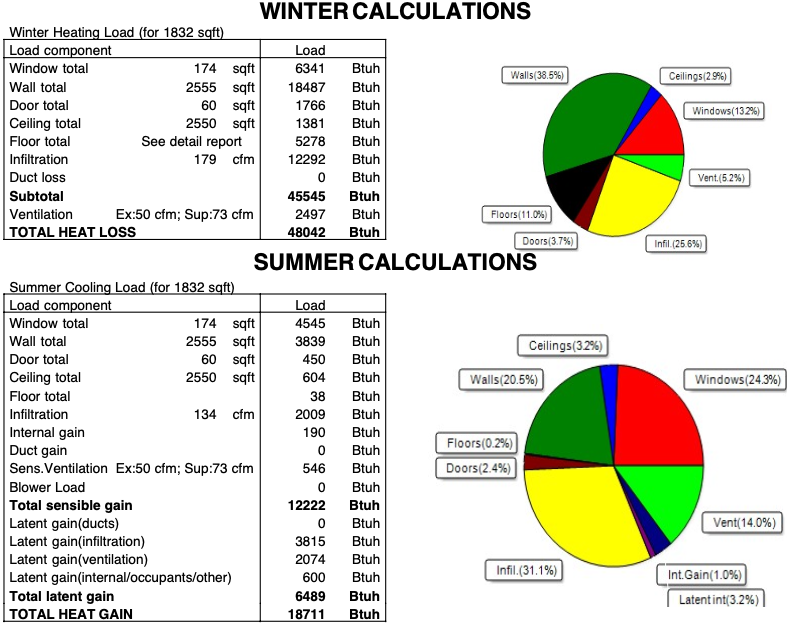 WINTER CALCULATIONS
Winter Heating Load (for 1832 sqft)
Load component Load
Window total 174 sqft 6341 Btuh
Wall total 2555 sqft 18487 Btuh
Door total 60 sqft 1766 Btuh
Ceiling total 2550 sqft 1381 Btuh
Floor total See detail report 5278 Btuh
Infiltration 179 cfm 12292 Btuh
Duct loss 0 Btuh
Subtotal 45545 Btuh
Ventilation Ex:50 cfm; Sup:73 cfm 2497 Btuh
TOTAL HEAT LOSS 48042 Btuh
Walls(38.5%)
Ceilings(2.9%)
Windows(13.2%)
Vent.(5.2%)
Floors(11.0%)
Doors(3.7%)
Infil.(25.6%)
SUMMER CALCULATIONS
Summer Cooling Load (for 1832 sqft)
Load component Load
Window total 174 sqft 4545 Btuh
Wall total 2555 sqft 3839 Btuh
Door total 60 sqft 450 Btuh
Ceiling total 2550 sqft 604 Btuh
Floor total 38 Btuh
Infiltration 134 cfm 2009 Btuh
Internal gain 190 Btuh
Duct gain 0 Btuh
Sens.Ventilation Ex:50 cfm; Sup:73 cfm 546 Btuh
Blower Load 0 Btuh
Total sensible gain 12222 Btuh
Latent gain(ducts) 0 Btuh
Latent gain(infiltration) 3815 Btuh
Latent gain(ventilation) 2074 Btuh
Latent gain(internal/occupants/other) 600 Btuh
Total latent gain 6489 Btuh
TOTAL HEAT GAIN 18711 Btuh
Ceilings(3.2%)
Walls(20.5%)
Windows(24.3%)
Floors(0.2%)
Doors(2.4%)
Vent(14.0%)
Infil.(31.1%)
Int.Gain(1.0%)
Latent int(3.2%)